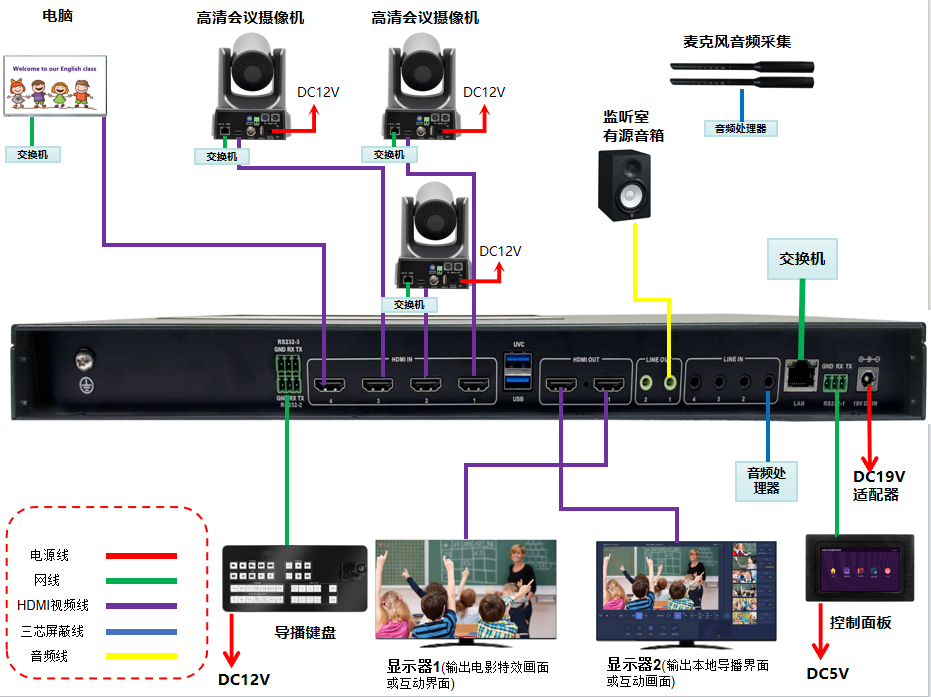 电脑
高清会议摄像机
高清会议摄像机
麦克风音频采集
Welcome to our English class
DC12V
DC12V
监听室
有源音箱
音频处理器
交换机
交换机
交换机
DC12V
交换机
交换机
RS232-3
GND RX TX
HDMI IN
UVC
HDMI OUT
LINE OUT
LINE IN
GND RX TX
4
3
2
1
USB
2
1
4
3
2
LAN
RS232-1
19V DC IN
GND RX TX
RS232-2
音频处
理器
DC19V
适配器
电源线
网线
HDMI视频线
三芯屏蔽线
音频线
导播键盘
DC12V
显示器1(输出电影特效画面
或互动界面)
显示器2(输出本地导播界面
或互动画面)
控制面板
DC5V